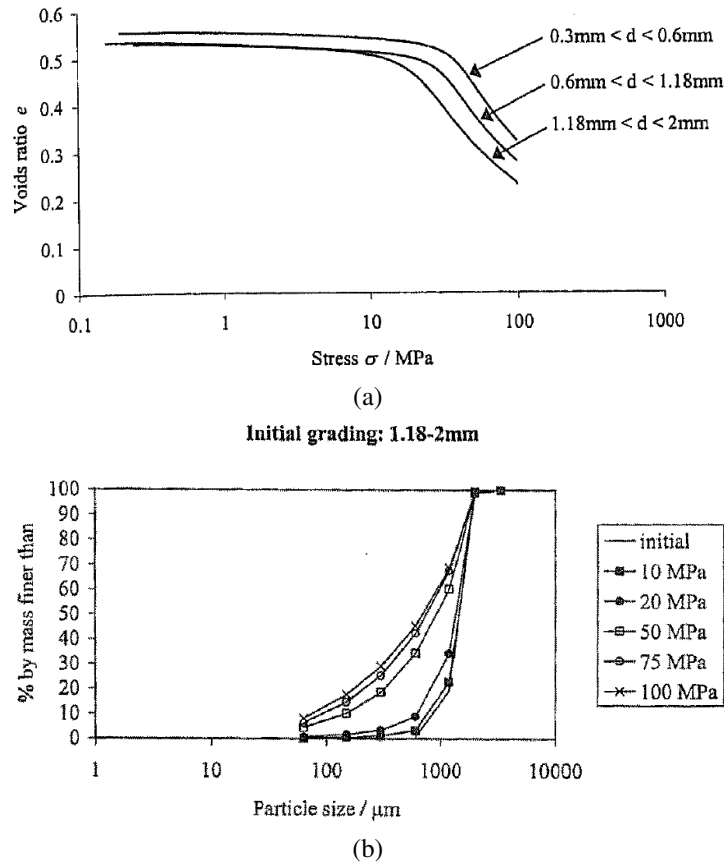 0.6
0.5
0.4
0.3
0.2
0.1
0
Voids ratio e
0.3mm < d < 0.6mm
0.6mm < d < 1.18mm
1.18mm < d < 2mm
0.1
1
10
100
1000
Stress σ / MPa
(a)
Initial grading: 1.18-2mm
100
90
80
70
60
50
40
30
20
10
0
% by mass finer than
1
10
100
1000
10000
Particle size / μm
initial
10 MPa
20 MPa
50 MPa
75 MPa
100 MPa
(b)